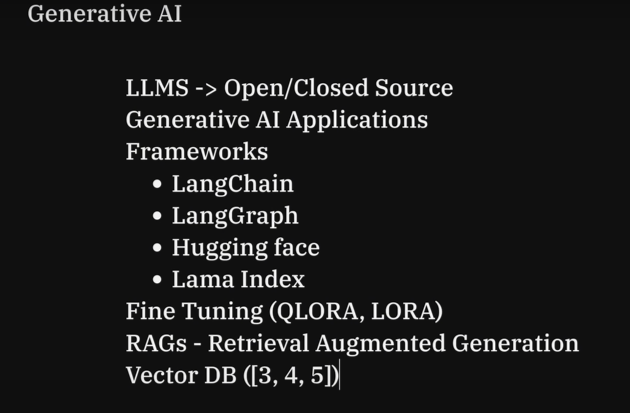 Generative AI
LLMS -> Open/Closed Source
Generative AI Applications
Frameworks
• LangChain
• LangGraph
• Hugging face
• Lama Index
Fine Tuning (QLORA, LORA)
RAGs - Retrieval Augmented Generation
Vector DB ([3, 4, 5])